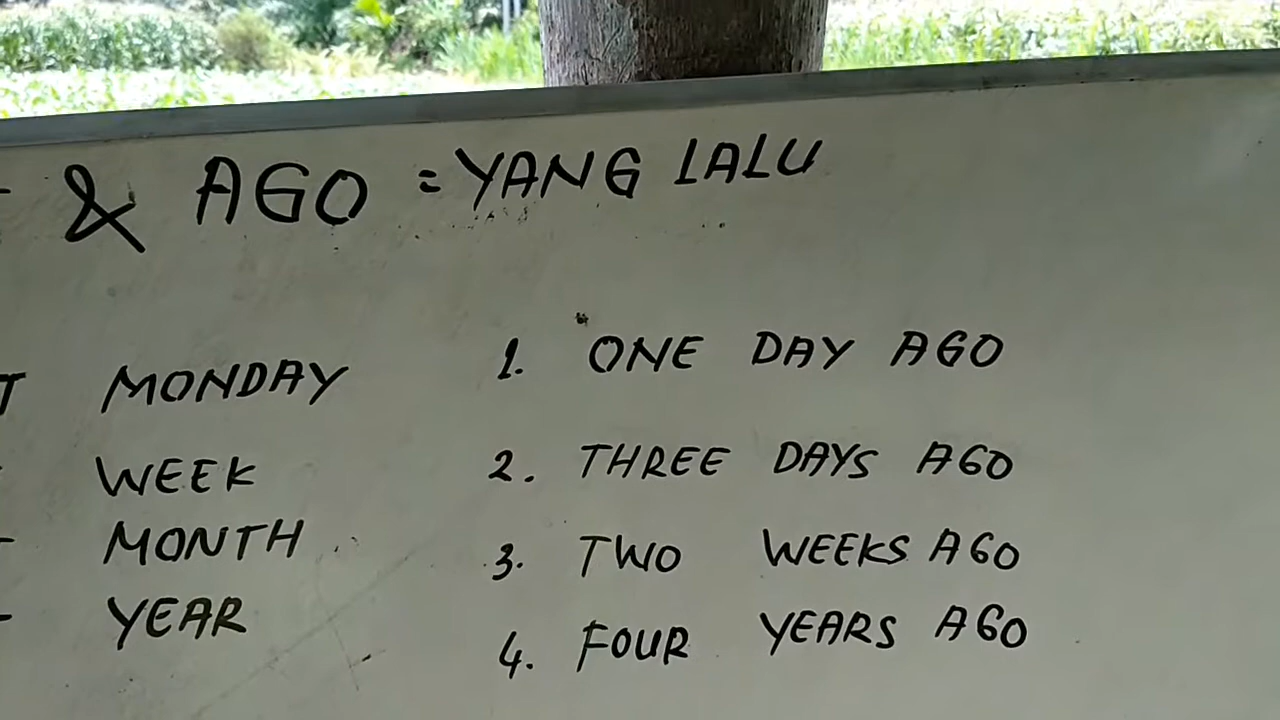 & AGO = YANG LALU
MONDAY
WEEK
MONTH
YEAR
1. ONE DAY AGO
2. THREE DAYS AGO
3. TWO WEEKS AGO
4. FOUR YEARS AGO